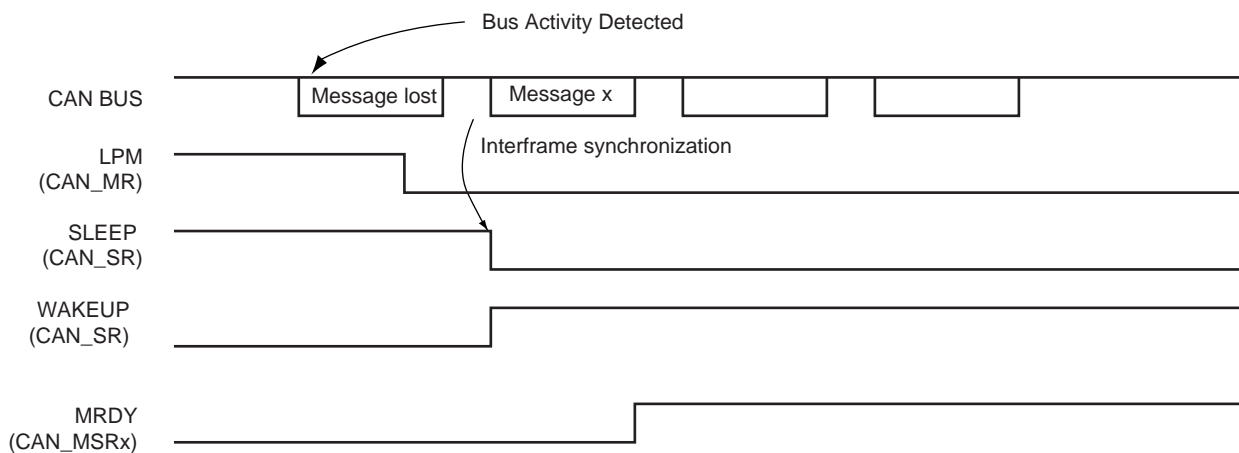 Bus Activity Detected
CAN BUS
Message lost
Message x
Interframe synchronization
LPM
(CAN_MR)
SLEEP
(CAN_SR)
WAKEUP
(CAN_SR)
MRDY
(CAN_MSRx)